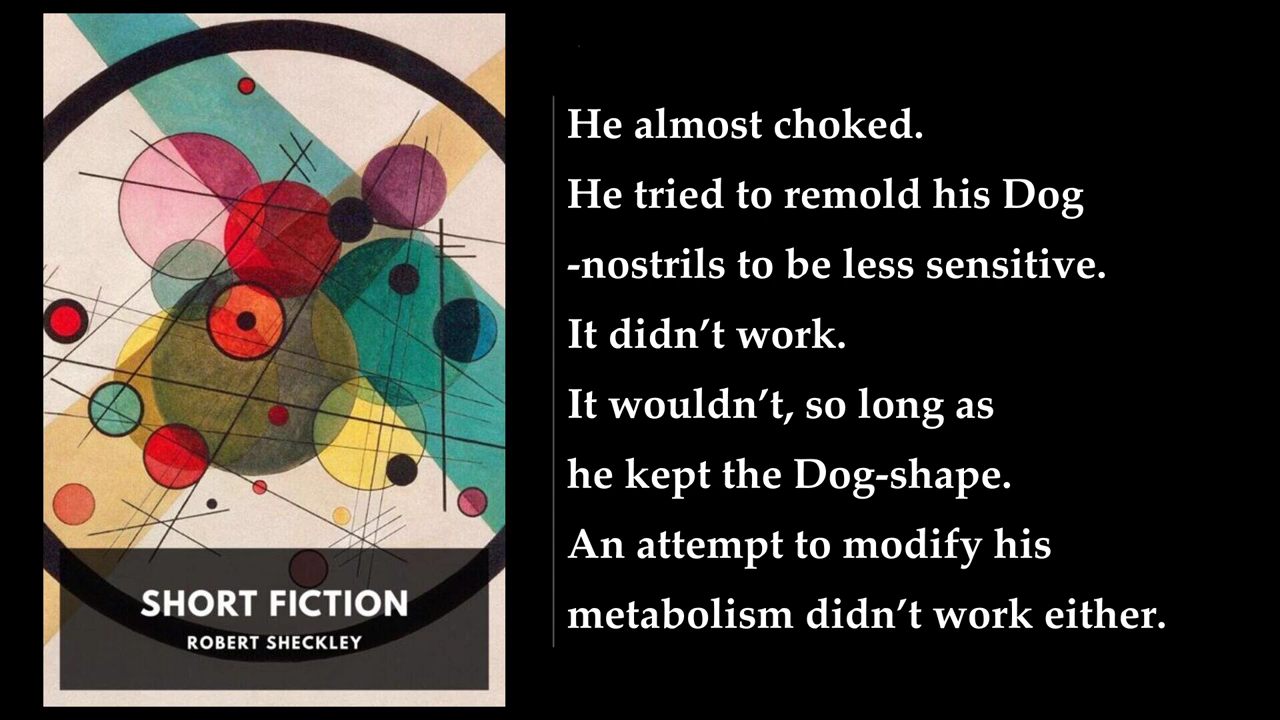 SHORT FICTION
ROBERT SHECKLEY
He almost choked.
He tried to remold his Dog
-nostrils to be less sensitive.
It didn’t work.
It wouldn’t, so long as
he kept the Dog-shape.
An attempt to modify his
metabolism didn’t work either.